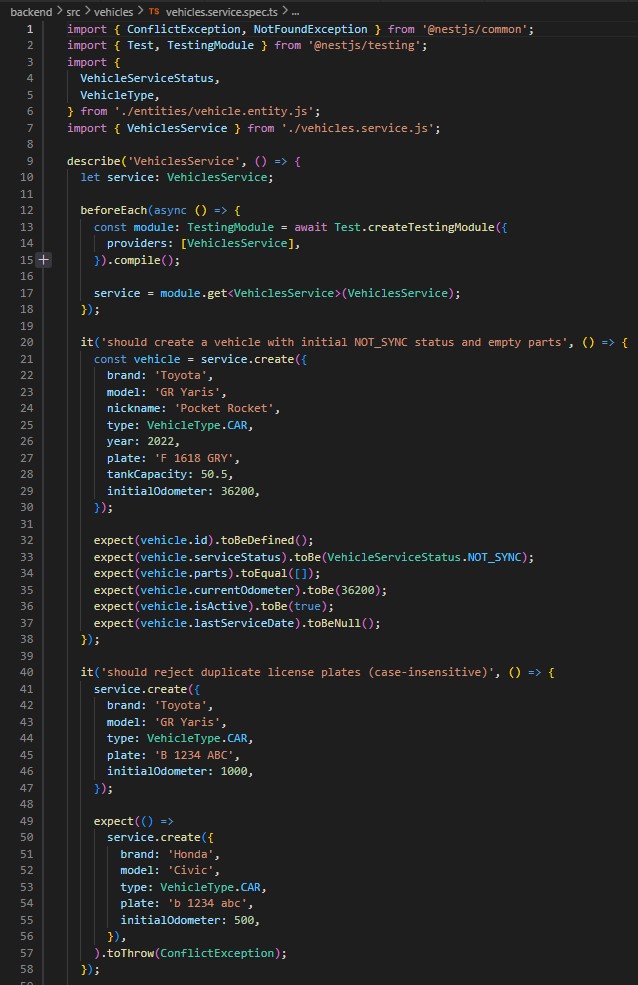 backend > src > vehicles > TS vehicles.service.spec.ts > ...
1 import { ConflictException, NotFoundException } from '@nestjs/common';
2 import { Test, TestingModule } from '@nestjs/testing';
3 import {
4   VehicleServiceStatus,
5   VehicleType,
6 } from './entities/vehicle.entity.js';
7 import { VehiclesService } from './vehicles.service.js';
8
9 describe('VehiclesService', () => {
10   let service: VehiclesService;
11
12   beforeEach(async () => {
13     const module: TestingModule = await Test.createTestingModule({
14       providers: [VehiclesService],
15 +     }).compile();
16
17     service = module.get<VehiclesService>(VehiclesService);
18   });
19
20   it('should create a vehicle with initial NOT_SYNC status and empty parts', () => {
21     const vehicle = service.create({
22       brand: 'Toyota',
23       model: 'GR Yaris',
24       nickname: 'Pocket Rocket',
25       type: VehicleType.CAR,
26       year: 2022,
27       plate: 'F 1618 GRY',
28       tankCapacity: 50.5,
29       initialOdometer: 36200,
30     });
31
32     expect(vehicle.id).toBeDefined();
33     expect(vehicle.serviceStatus).toBe(VehicleServiceStatus.NOT_SYNC);
34     expect(vehicle.parts).toEqual([]);
35     expect(vehicle.currentOdometer).toBe(36200);
36     expect(vehicle.isActive).toBe(true);
37     expect(vehicle.lastServiceDate).toBeNull();
38   });
39
40   it('should reject duplicate license plates (case-insensitive)', () => {
41     service.create({
42       brand: 'Toyota',
43       model: 'GR Yaris',
44       type: VehicleType.CAR,
45       plate: 'B 1234 ABC',
46       initialOdometer: 1000,
47     });
48
49     expect(() =>
50       service.create({
51         brand: 'Honda',
52         model: 'Civic',
53         type: VehicleType.CAR,
54         plate: 'b 1234 abc',
55         initialOdometer: 500,
56       }),
57     ).toThrow(ConflictException);
58   });